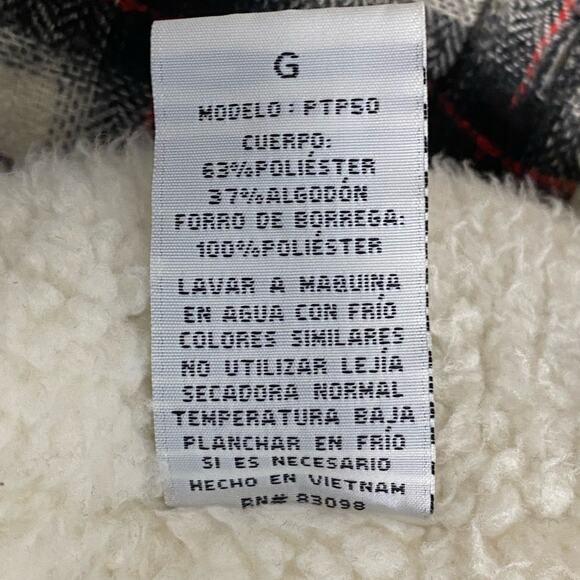 G
MODELO: PTP50
CUERPO:
63%POLIÉSTER
37%ALGODÓN
FORRO DE BORREGA:
100%POLIÉSTER
LAVAR A MAQUINA
EN AGUA CON FRÍO
COLORES SIMILARES
NO UTILIZAR LEJÍA
SECADORA NORMAL
TEMPERATURA BAJA
PLANCHAR EN FRÍO
SI ES NECESARIO
HECHO EN VIETNAM
RN# 83098